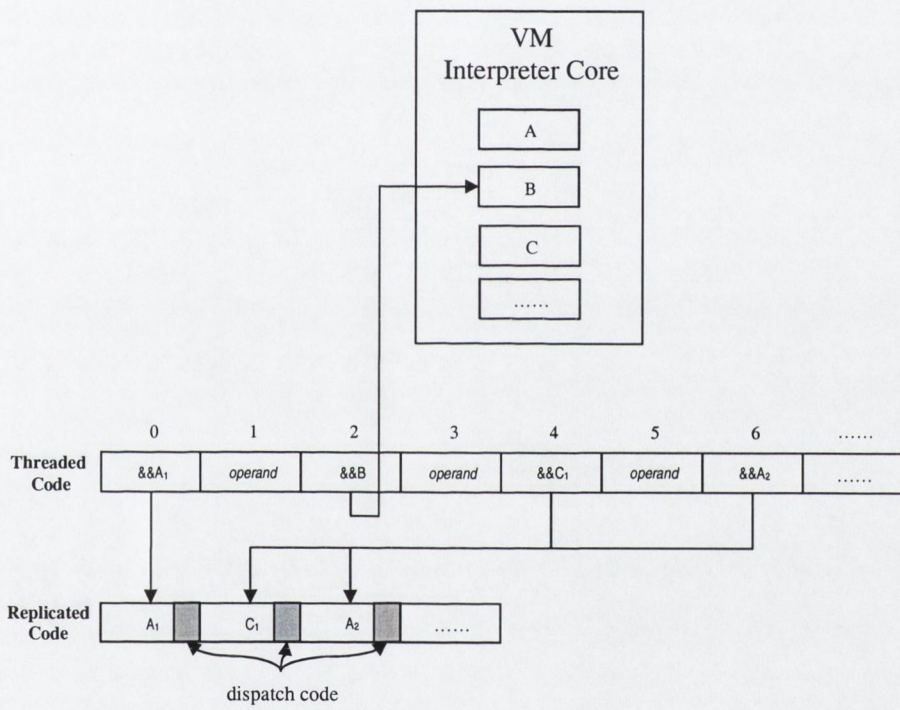 VM
Interpreter Core
A
B
C
......
0 1 2 3 4 5 6 ......
Threaded
Code
&&A₁ operand &&B operand &&C₁ operand &&A₂ ......
Replicated
Code
A₁ C₁ A₂ ......
dispatch code